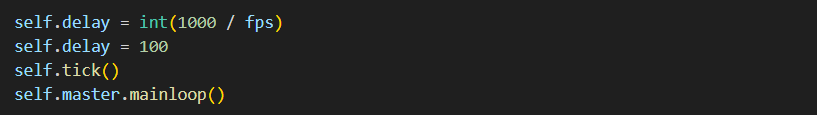 self.delay = int(1000 / fps)
self.delay = 100
self.tick()
self.master.mainloop()